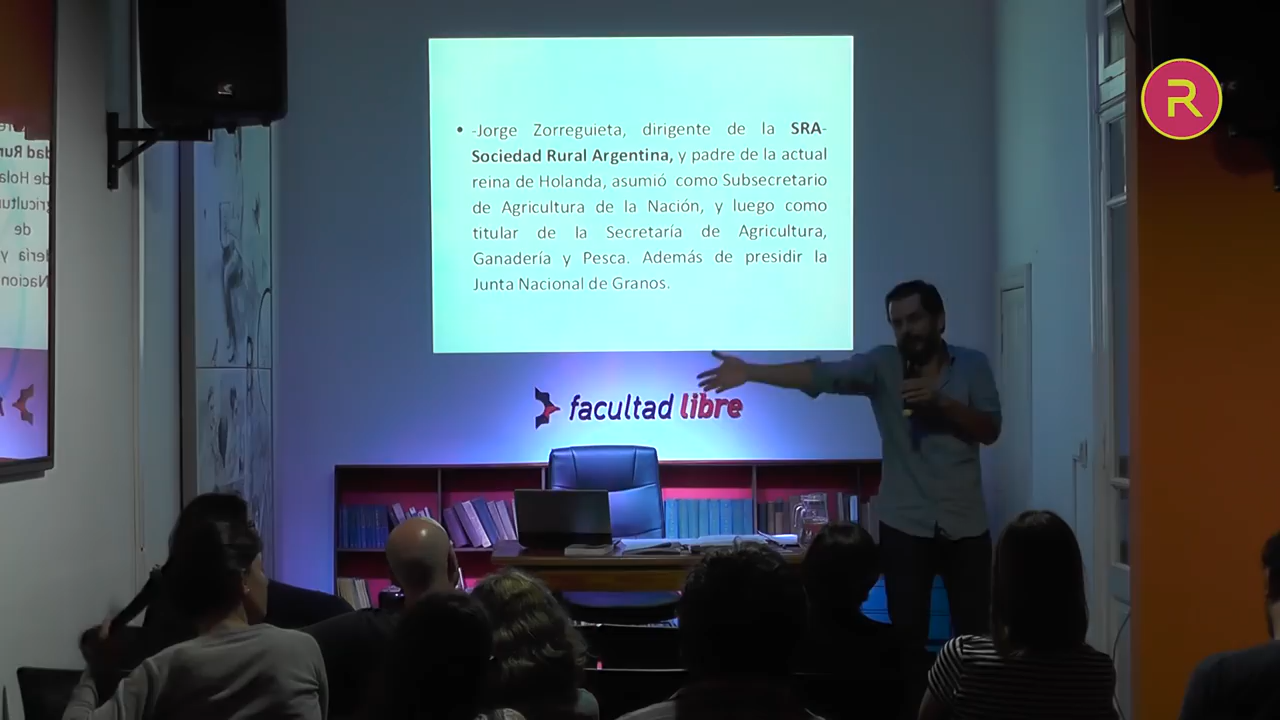 R
• -Jorge Zorreguieta, dirigente de la SRA-
Sociedad Rural Argentina, y padre de la actual
reina de Holanda, asumió como Subsecretario
de Agricultura de la Nación, y luego como
titular de la Secretaría de Agricultura,
Ganadería y Pesca. Además de presidir la
Junta Nacional de Granos.
facultad libre